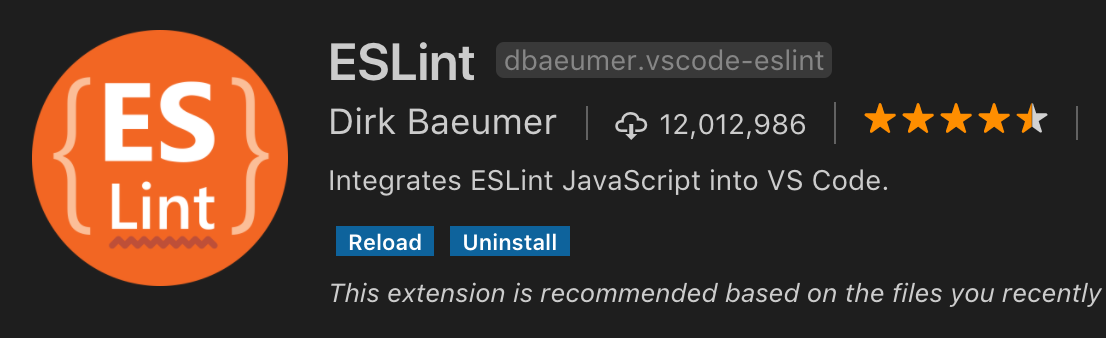 {ES
Lint}
ESLint dbaeumer.vscode-eslint
Dirk Baeumer | 12,012,986 | |
Integrates ESLint JavaScript into VS Code.
Reload Uninstall
This extension is recommended based on the files you recently